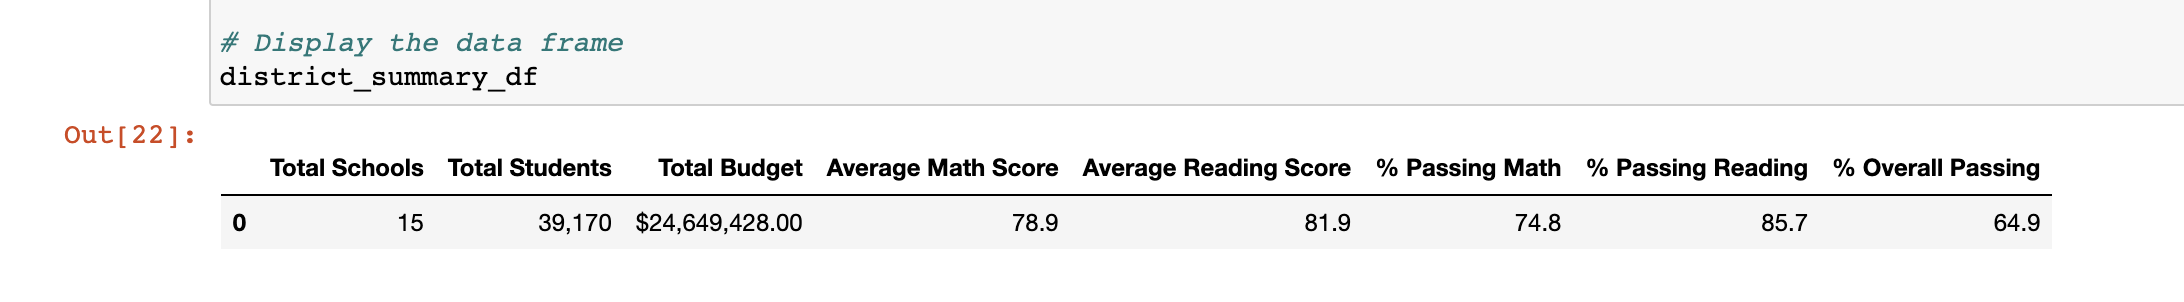 # Display the data frame
district_summary_df
Out[22]:
Total Schools Total Students Total Budget Average Math Score Average Reading Score % Passing Math % Passing Reading % Overall Passing
0 15 39,170 $24,649,428.00 78.9 81.9 74.8 85.7 64.9